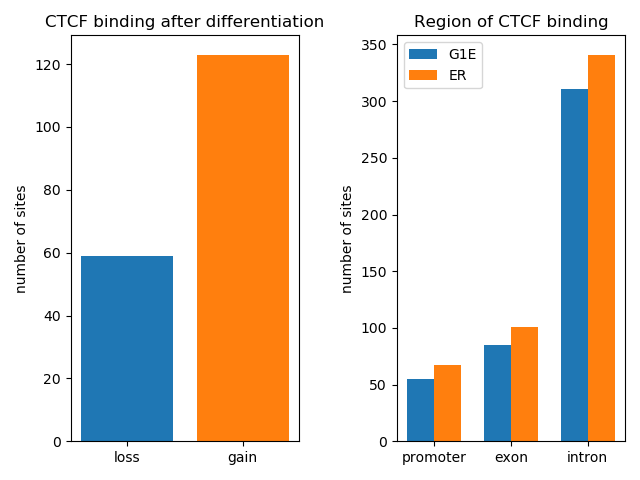 CTCF binding after differentiation
number of sites
120
100
80
60
40
20
0
loss gain
Region of CTCF binding
number of sites
350
300
250
200
150
100
50
0
G1E
ER
promoter exon intron